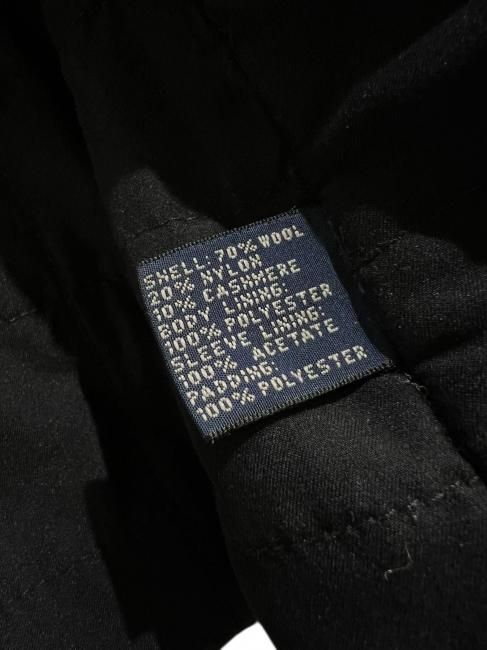 SHELL: 70% WOOL
20% NYLON
10% CASHMERE
BODY LINING:
100% POLYESTER
SLEEVE LINING:
100% ACETATE
PADDING:
100% POLYESTER